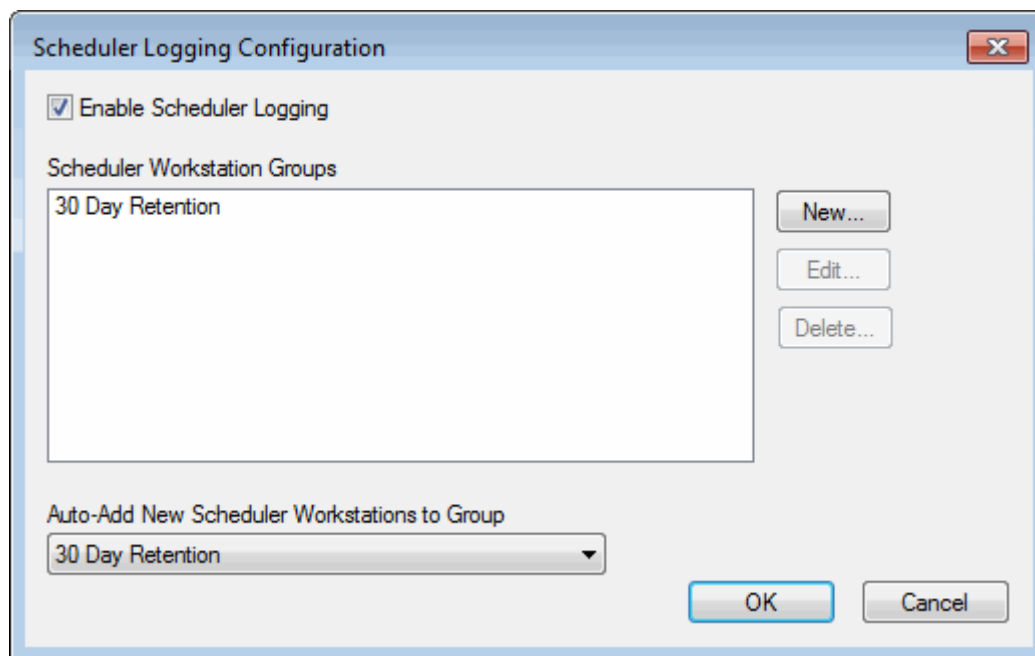 Scheduler Logging Configuration
Enable Scheduler Logging
Scheduler Workstation Groups
30 Day Retention
New...
Edit...
Delete...
Auto-Add New Scheduler Workstations to Group
30 Day Retention
OK
Cancel